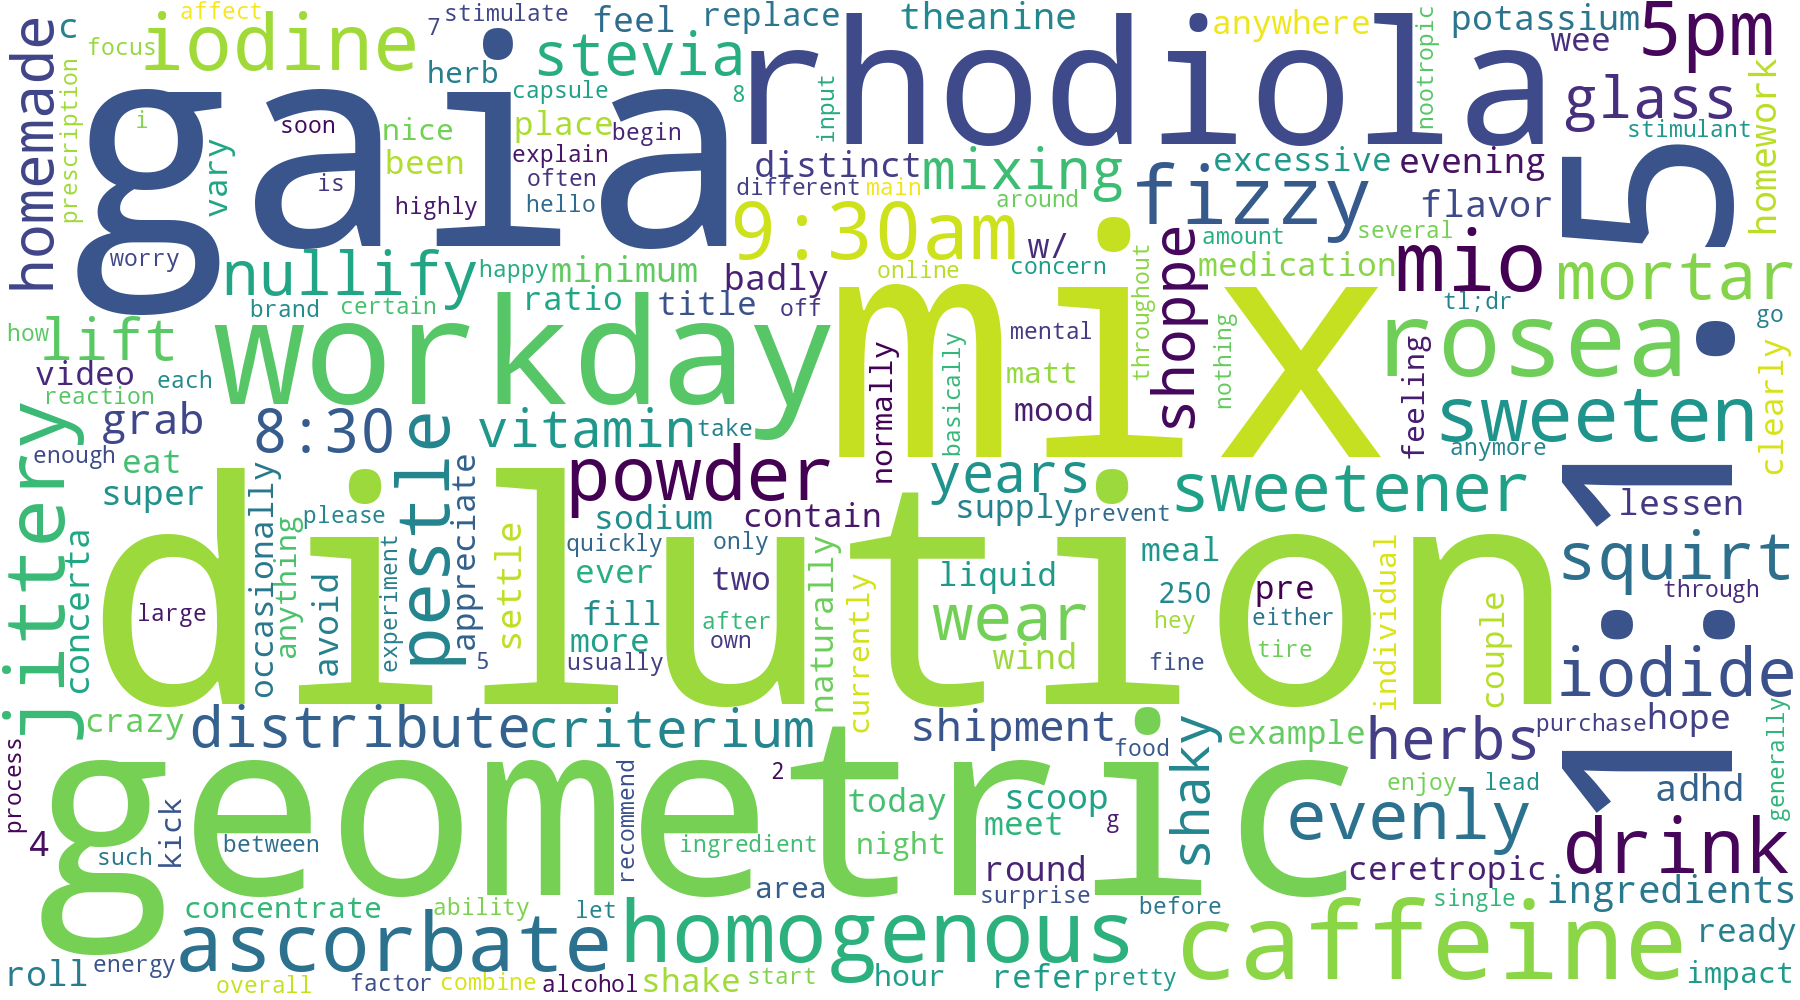 affect
7
stimulate
feel
replace
theanine
anywhere
nootropic
potassium
5pm
homemade
c
iodine
focus
herb
stevia
rhodiola
wee
homework
prescription
gaia
capsule
8
input
glass
i
soon
nice
place
begin
stimulant
vary
is
been
explain
often
distinct
mixing
excessive
evening
highly
hello
different
main
around
fizzy
flavor
5:11
worry
9:30am
w/
shoppe
amount
several
nullify
happy
minimum
badly
online
concern
throughout
medication
mio
mortar
brand
certain
ratio
title
off
mix
tl;dr
go
how
lift
workday
mental
nothing
rosea
video
each
normally
basically
matt
feeling
clearly
reaction
grab
8:30
pestle
vitamin
take
mood
sweeten
jittery
enough
eat
occasionally
appreciate
powder
years
sweetener
anymore
super
please
settle
sodium
contain
supply
prevent
lessen
concerta
anything
avoid
experiment
dilution
quickly
only
naturally
currently
liquid
meal
individual
squirt
ever
two
250
pre
through
large
fill
after
wear
hey
either
couple
more
own
wind
tire
iodide
5
usually
fine
crazy
distribute
criterium
shipment
food
shaky
example
herbs
purchase
hope
generally
process
geometric
recommend
2
today
scoop
enjoy
lead
adhd
4
kick
meet
g
evenly
such
between
ingredient
night
drink
round
ceretropic
area
surprise
ingredients
concentrate
ability
let
homogenous
before
single
ascorbate
caffeine
ready
roll
energy
overall
factor
combine
alcohol
shake
start
hour
refer
pretty
impact